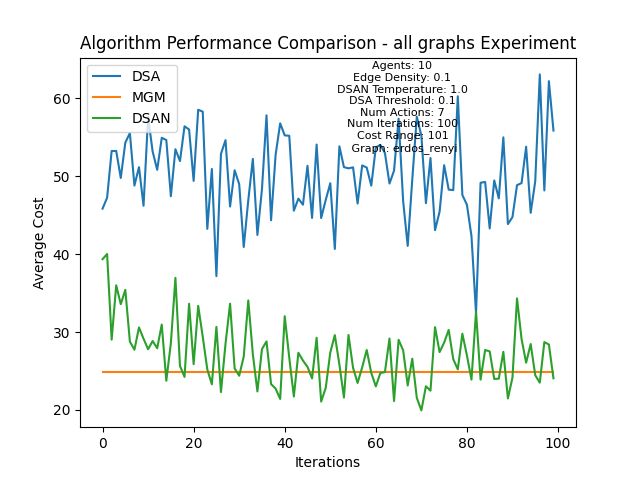 Algorithm Performance Comparison - all graphs Experiment
DSA
MGM
DSAN
Agents: 10
Edge Density: 0.1
DSAN Temperature: 1.0
DSA Threshold: 0.1
Num Actions: 7
Num Iterations: 100
Cost Range: 101
Graph: erdos_renyi
Average Cost
60
50
40
30
20
0
20
40
60
80
100
Iterations